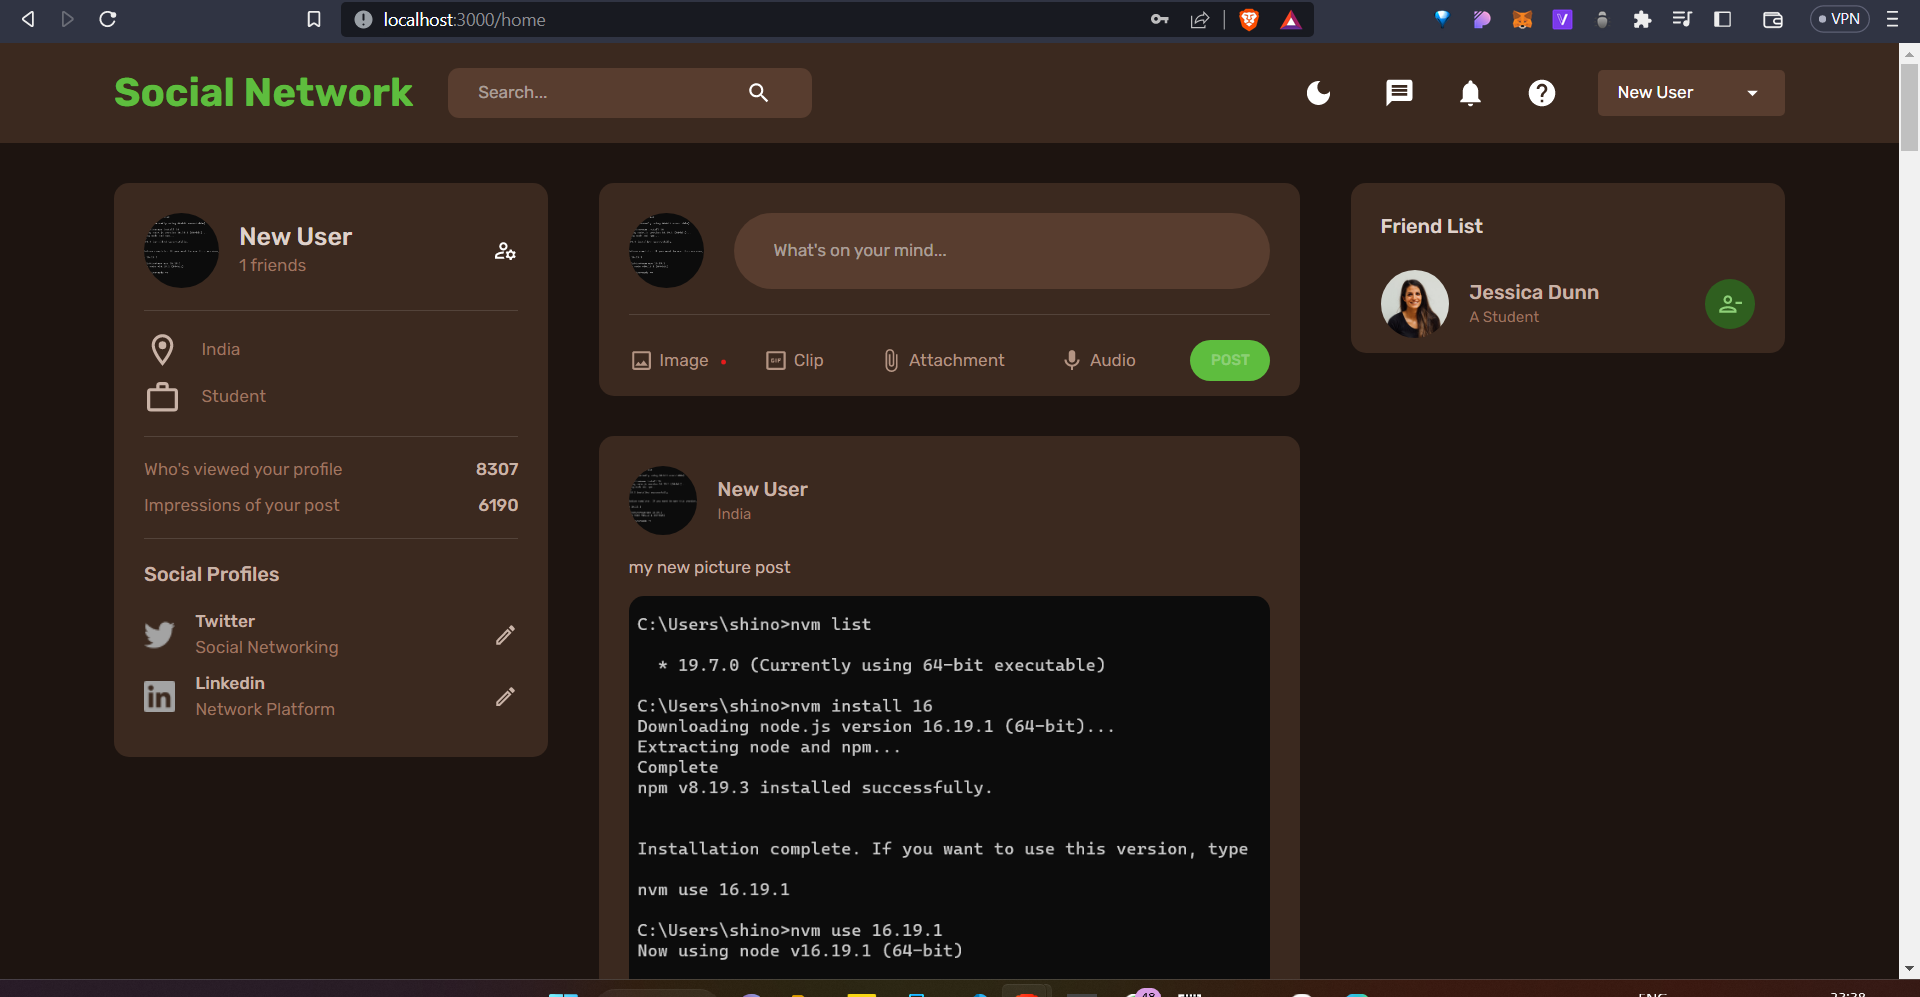 localhost:3000/home
VPN
Social Network
Search...
New User
New User
1 friends
India
Student
Who's viewed your profile 8307
Impressions of your post 6190
Social Profiles
Twitter
Social Networking
Linkedin
Network Platform
What's on your mind...
Image
GIF Clip
Attachment
Audio
POST
New User
India
my new picture post
C:\Users\shino>nvm list
* 19.7.0 (Currently using 64-bit executable)
C:\Users\shino>nvm install 16
Downloading node.js version 16.19.1 (64-bit)...
Extracting node and npm...
Complete
npm v8.19.3 installed successfully.
Installation complete. If you want to use this version, type
nvm use 16.19.1
C:\Users\shino>nvm use 16.19.1
Now using node v16.19.1 (64-bit)
Friend List
Jessica Dunn
A Student